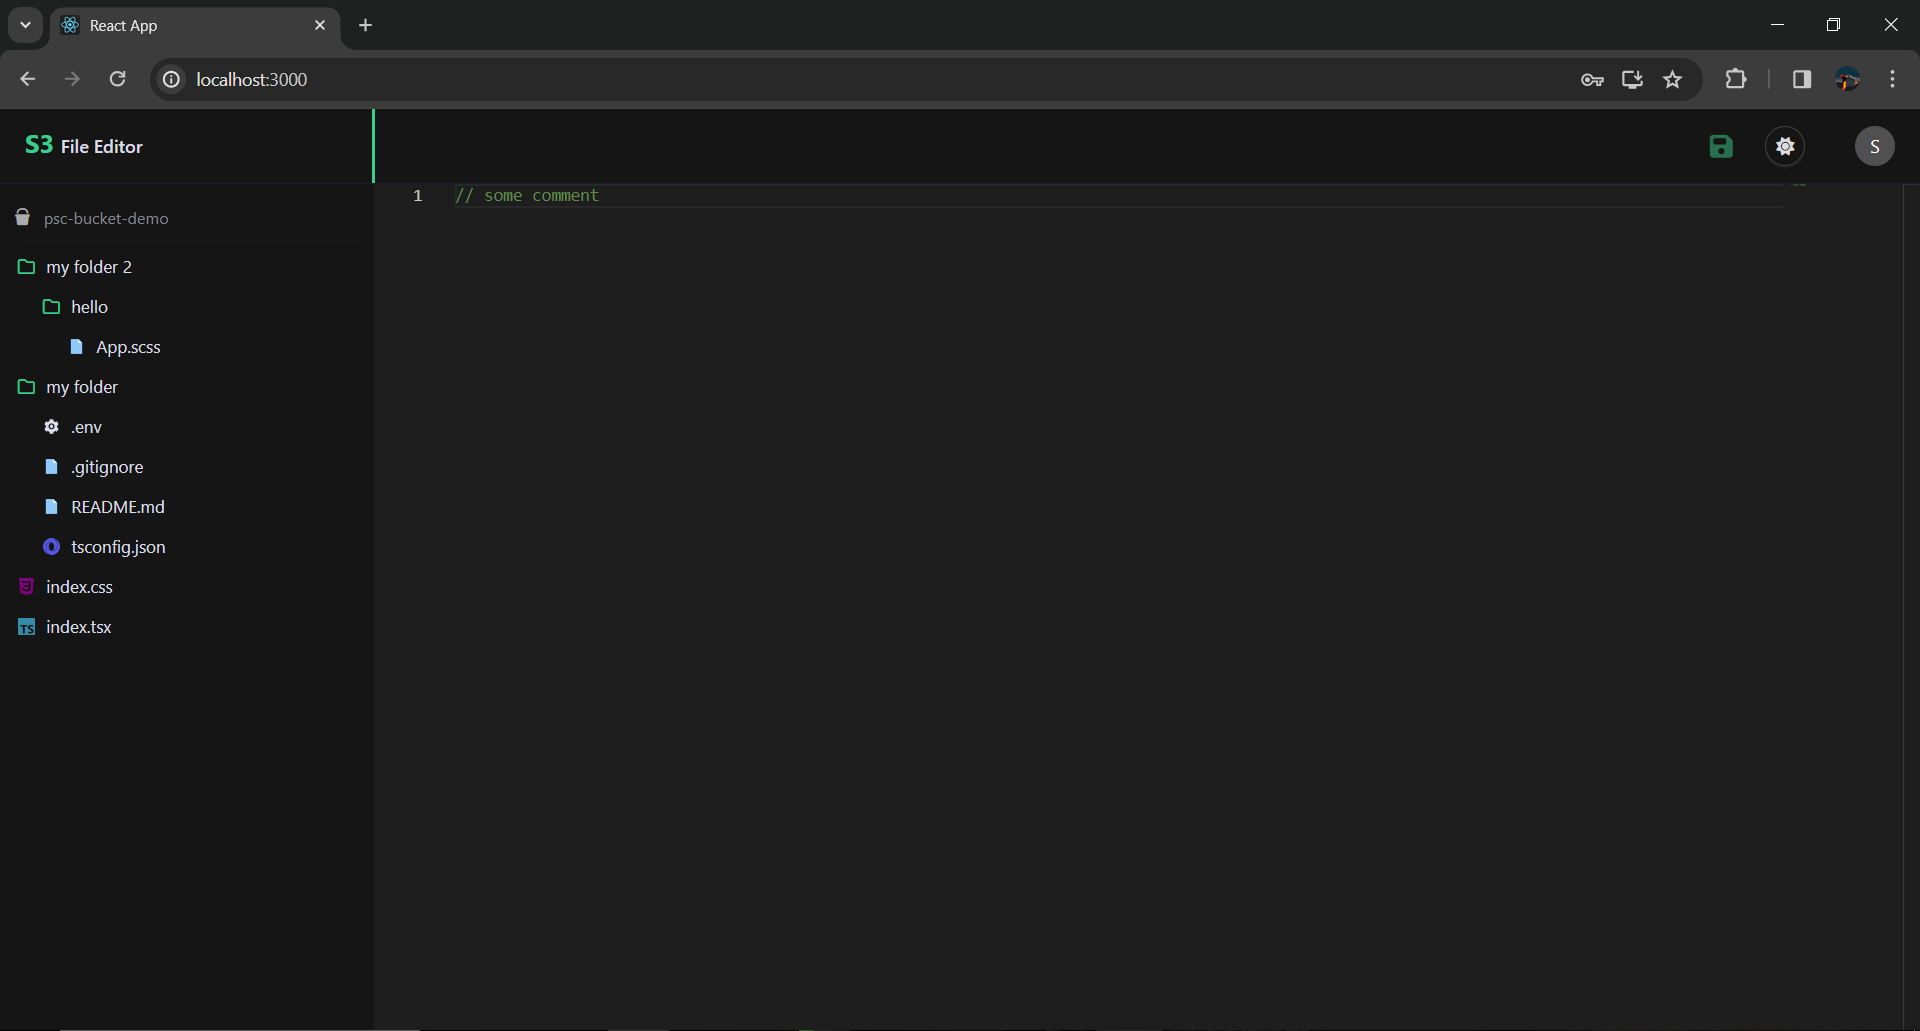 React App
localhost:3000
S3 File Editor
S
psc-bucket-demo
1 // some comment
my folder 2
hello
App.scss
my folder
.env
.gitignore
README.md
tsconfig.json
index.css
TS index.tsx